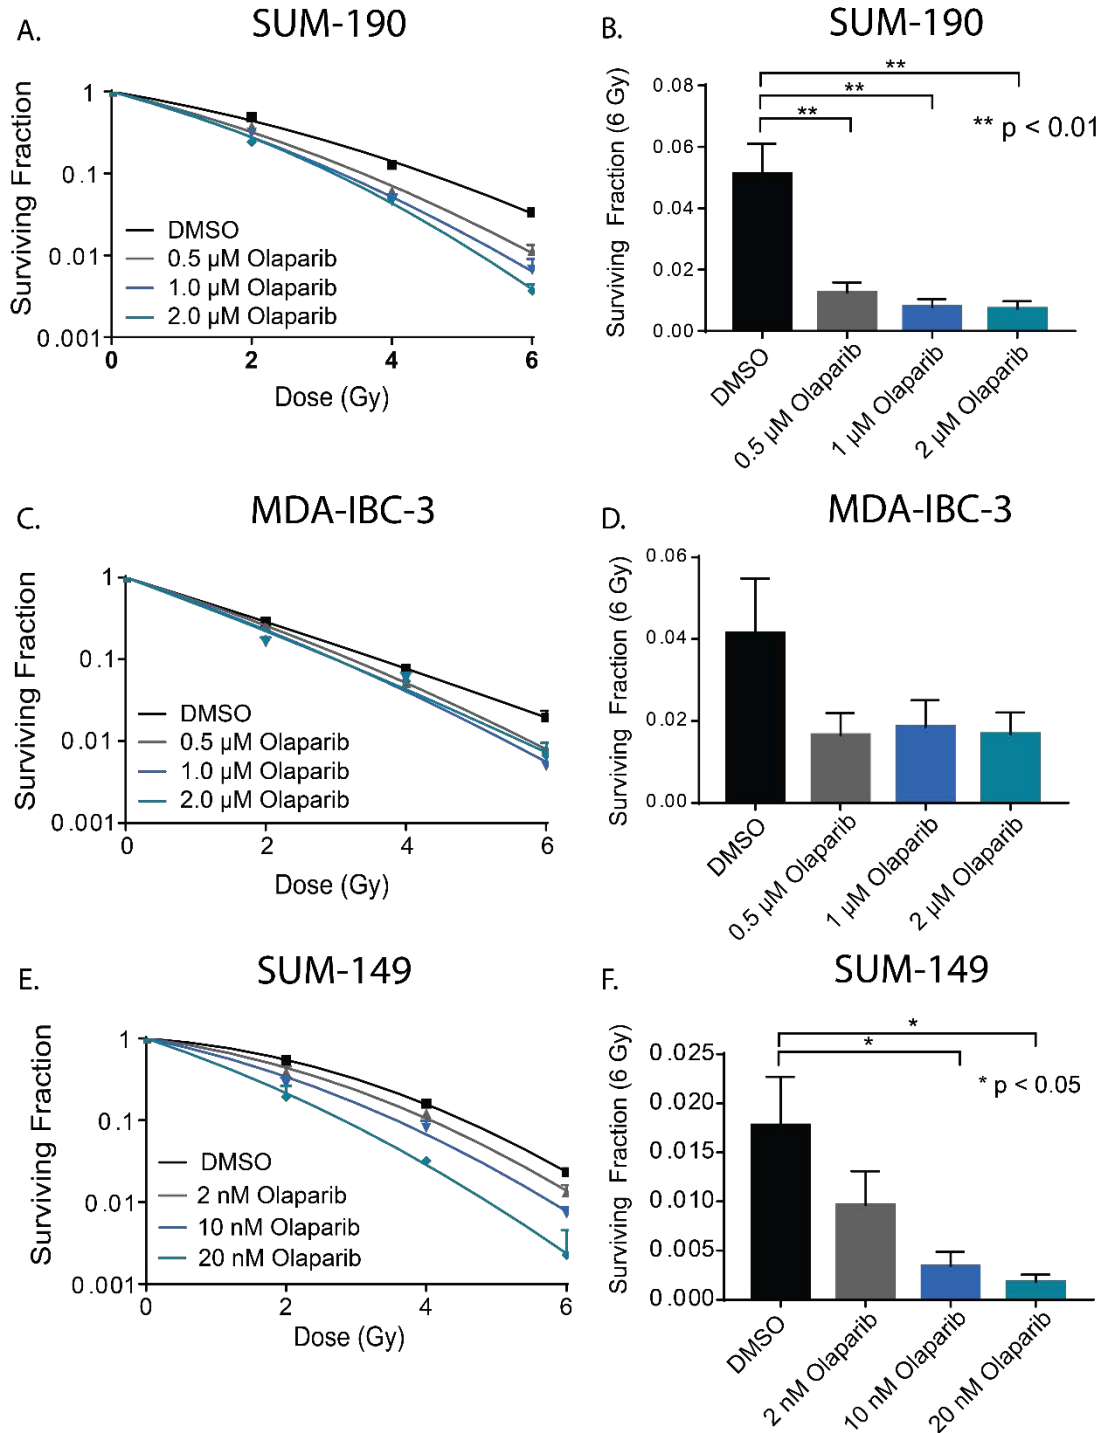 A.
SUM-190
Surviving Fraction
1
0.1
0.01
0.001
DMSO
0.5 µM Olaparib
1.0 µM Olaparib
2.0 µM Olaparib
0
2
4
6
Dose (Gy)
B.
SUM-190
Surviving Fraction (6 Gy)
0.08
0.06
0.04
0.02
0.00
**
**
**
** p < 0.01
DMSO
0.5 µM Olaparib
1 µM Olaparib
2 µM Olaparib
C.
MDA-IBC-3
Surviving Fraction
1
0.1
0.01
0.001
DMSO
0.5 µM Olaparib
1.0 µM Olaparib
2.0 µM Olaparib
0
2
4
6
Dose (Gy)
D.
MDA-IBC-3
Surviving Fraction (6 Gy)
0.06
0.04
0.02
0.00
DMSO
0.5 µM Olaparib
1 µM Olaparib
2 µM Olaparib
E.
SUM-149
Surviving Fraction
1
0.1
0.01
0.001
DMSO
2 nM Olaparib
10 nM Olaparib
20 nM Olaparib
0
2
4
6
Dose (Gy)
F.
SUM-149
Surviving Fraction (6 Gy)
0.025
0.020
0.015
0.010
0.005
0.000
*
*
* p < 0.05
DMSO
2 nM Olaparib
10 nM Olaparib
20 nM Olaparib